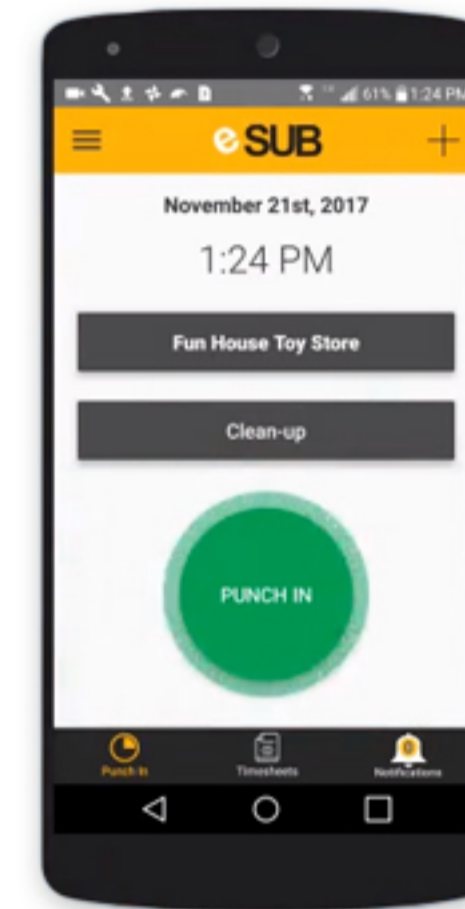 61% 1:24 PM
eSUB
November 21st, 2017
1:24 PM
Fun House Toy Store
Clean-up
PUNCH IN
Punch In
Timesheets
0
Notifications